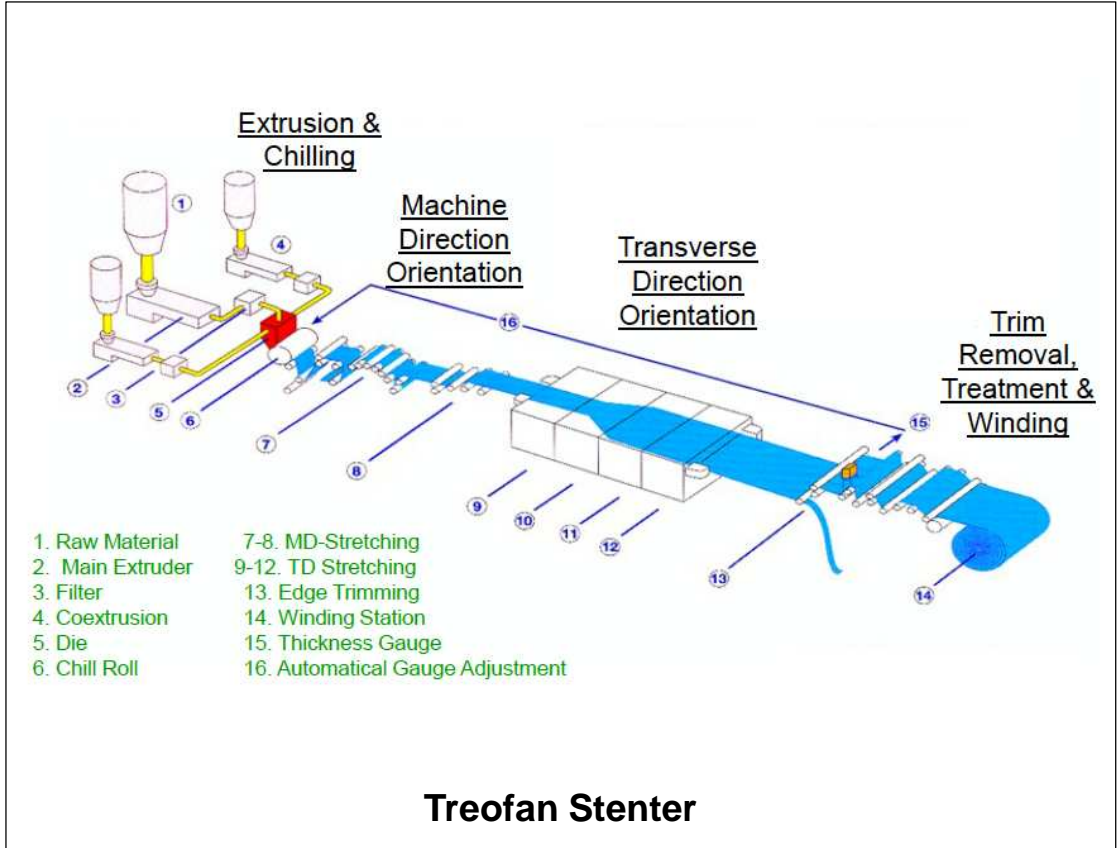 Extrusion &
Chilling
Machine
Direction
Orientation
Transverse
Direction
Orientation
Trim
Removal,
Treatment &
Winding
1
2
3
4
5
6
7
8
9
10
11
12
13
14
15
16
1. Raw Material
2. Main Extruder
3. Filter
4. Coextrusion
5. Die
6. Chill Roll
7-8. MD-Stretching
9-12. TD Stretching
13. Edge Trimming
14. Winding Station
15. Thickness Gauge
16. Automatical Gauge Adjustment
Treofan Stenter